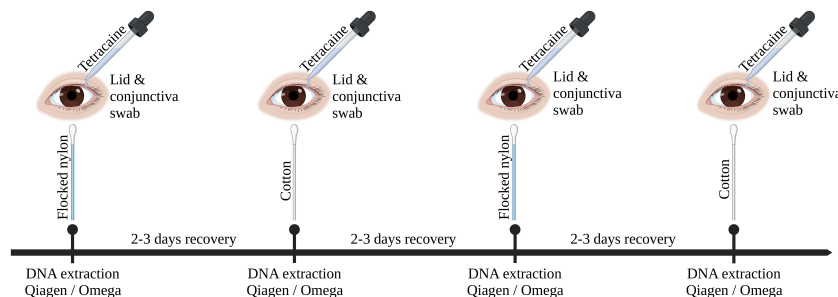 Tetracaine
Lid &
conjunctiva
swab
Flocked nylon
Tetracaine
Lid &
conjunctiva
swab
Cotton
Tetracaine
Lid &
conjunctiva
swab
Flocked nylon
Tetracaine
Lid &
conjunctiva
swab
Cotton
2-3 days recovery
2-3 days recovery
2-3 days recovery
DNA extraction
Qiagen / Omega
DNA extraction
Qiagen / Omega
DNA extraction
Qiagen / Omega
DNA extraction
Qiagen / Omega